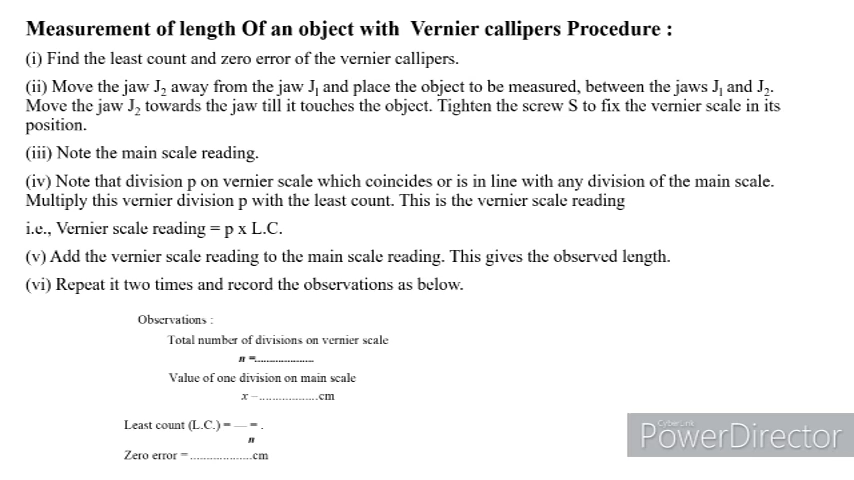 Measurement of length Of an object with Vernier callipers Procedure :
(i) Find the least count and zero error of the vernier callipers.
(ii) Move the jaw J₂ away from the jaw J₁ and place the object to be measured, between the jaws J₁ and J₂.
Move the jaw J₂ towards the jaw till it touches the object. Tighten the screw S to fix the vernier scale in its
position.
(iii) Note the main scale reading.
(iv) Note that division p on vernier scale which coincides or is in line with any division of the main scale.
Multiply this vernier division p with the least count. This is the vernier scale reading
i.e., Vernier scale reading = p x L.C.
(v) Add the vernier scale reading to the main scale reading. This gives the observed length.
(vi) Repeat it two times and record the observations as below.
Observations :
Total number of divisions on vernier scale
n =...................
Value of one division on main scale
x –..................cm
Least count (L.C.) = — = .
n
Zero error = ...................cm
CyberLink
PowerDirector